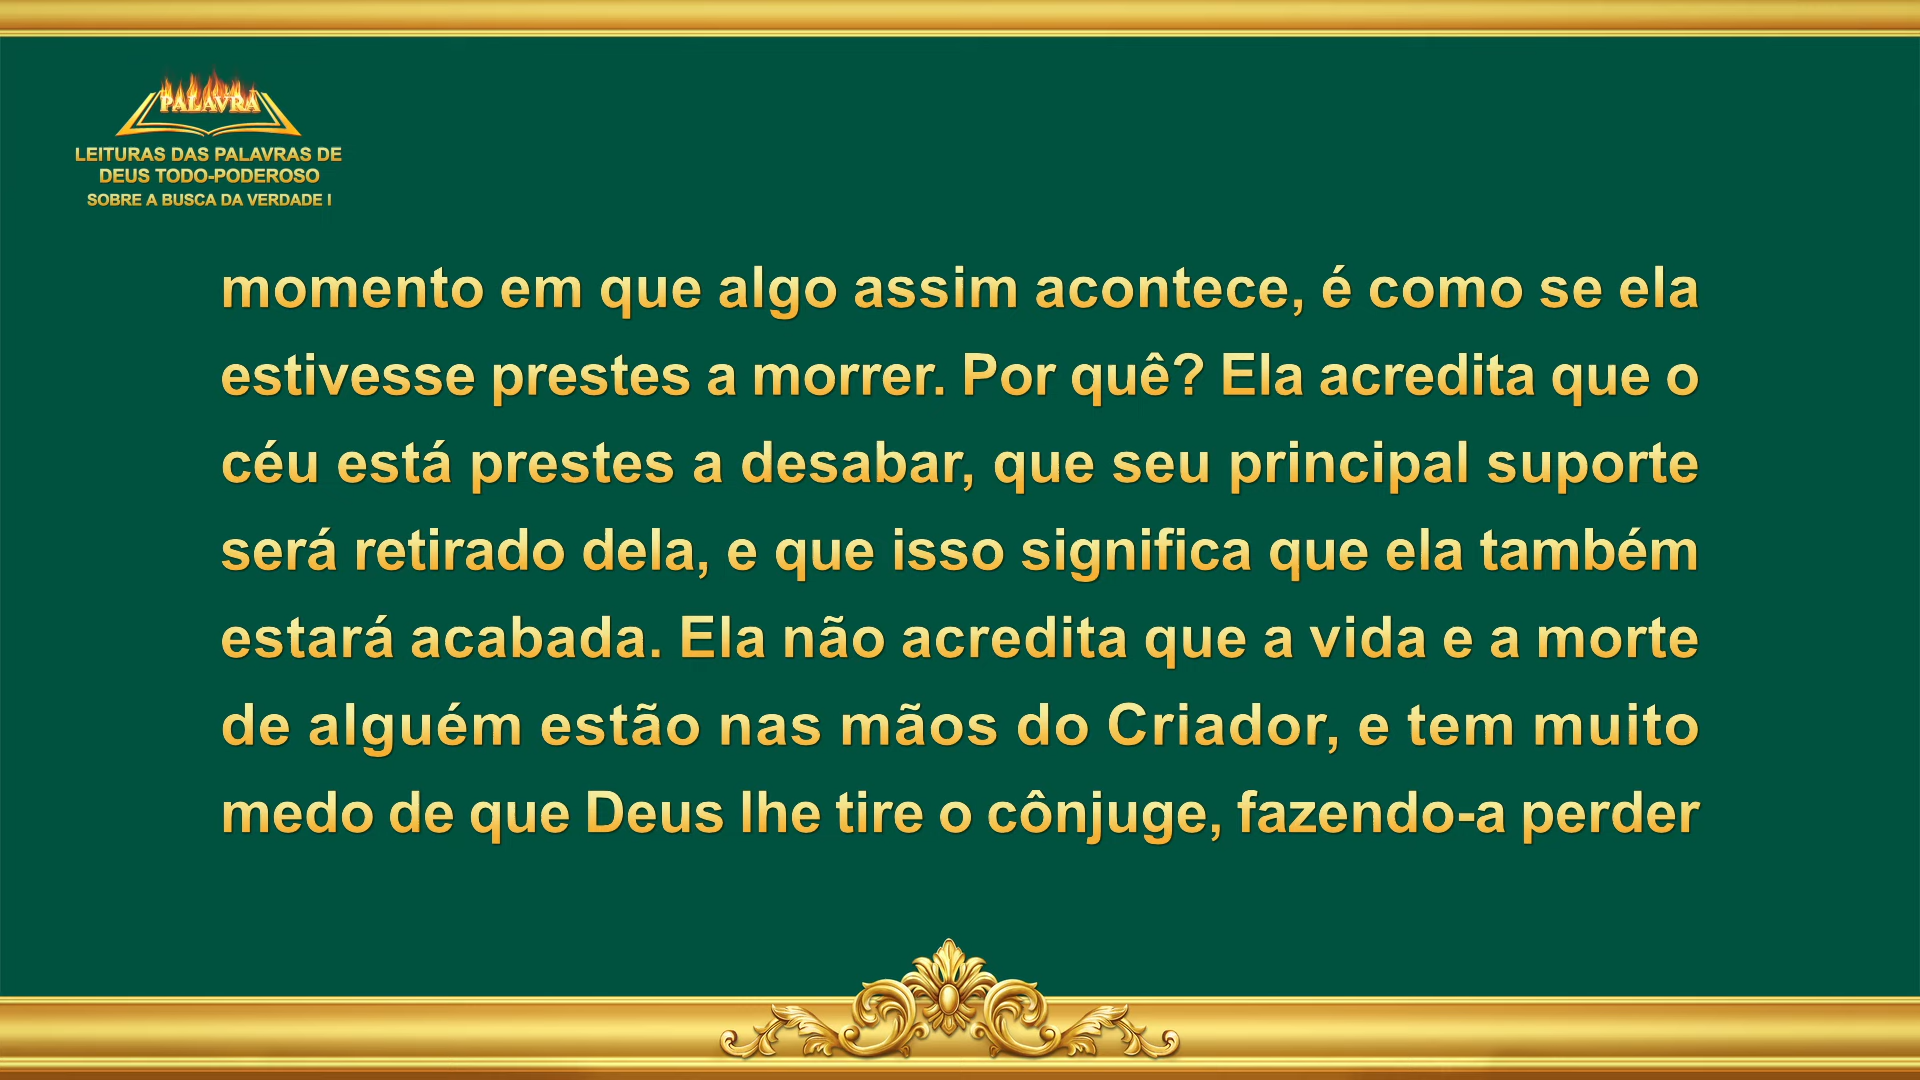 PALAVRA
LEITURAS DAS PALAVRAS DE
DEUS TODO-PODEROSO
SOBRE A BUSCA DA VERDADE I
momento em que algo assim acontece, é como se ela
estivesse prestes a morrer. Por quê? Ela acredita que o
céu está prestes a desabar, que seu principal suporte
será retirado dela, e que isso significa que ela também
estará acabada. Ela não acredita que a vida e a morte
de alguém estão nas mãos do Criador, e tem muito
medo de que Deus lhe tire o cônjuge, fazendo-a perder